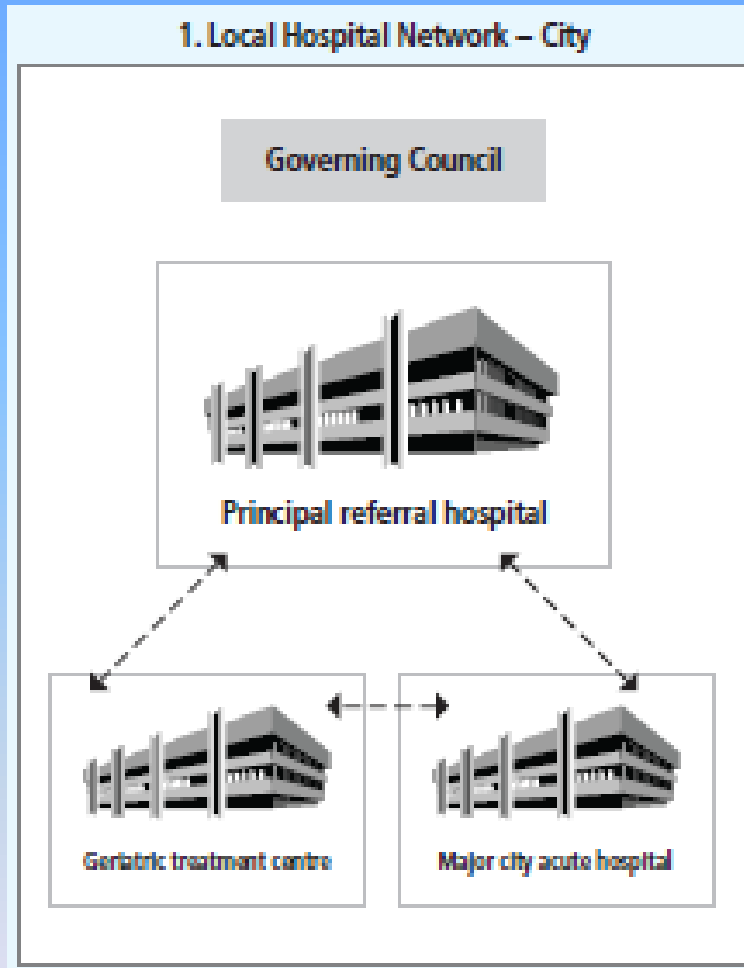 1. Local Hospital Network – City
Governing Council
Principal referral hospital
Geriatric treatment centre
Major city acute hospital